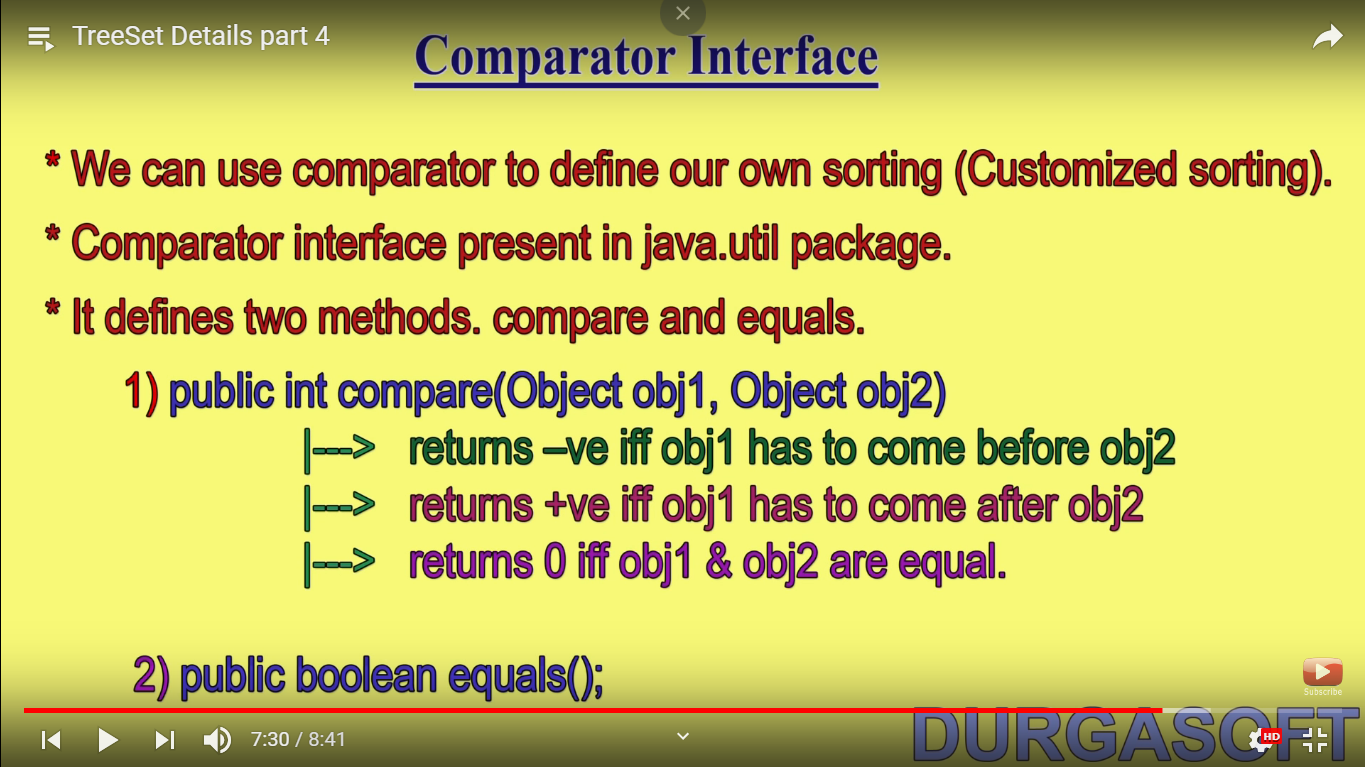 TreeSet Details part 4
Comparator Interface
* We can use comparator to define our own sorting (Customized sorting).
* Comparator interface present in java.util package.
* It defines two methods. compare and equals.
1) public int compare(Object obj1, Object obj2)
|---> returns –ve iff obj1 has to come before obj2
|---> returns +ve iff obj1 has to come after obj2
|---> returns 0 iff obj1 & obj2 are equal.
2) public boolean equals();
Subscribe
DURGASOFT
7:30 / 8:41
HD